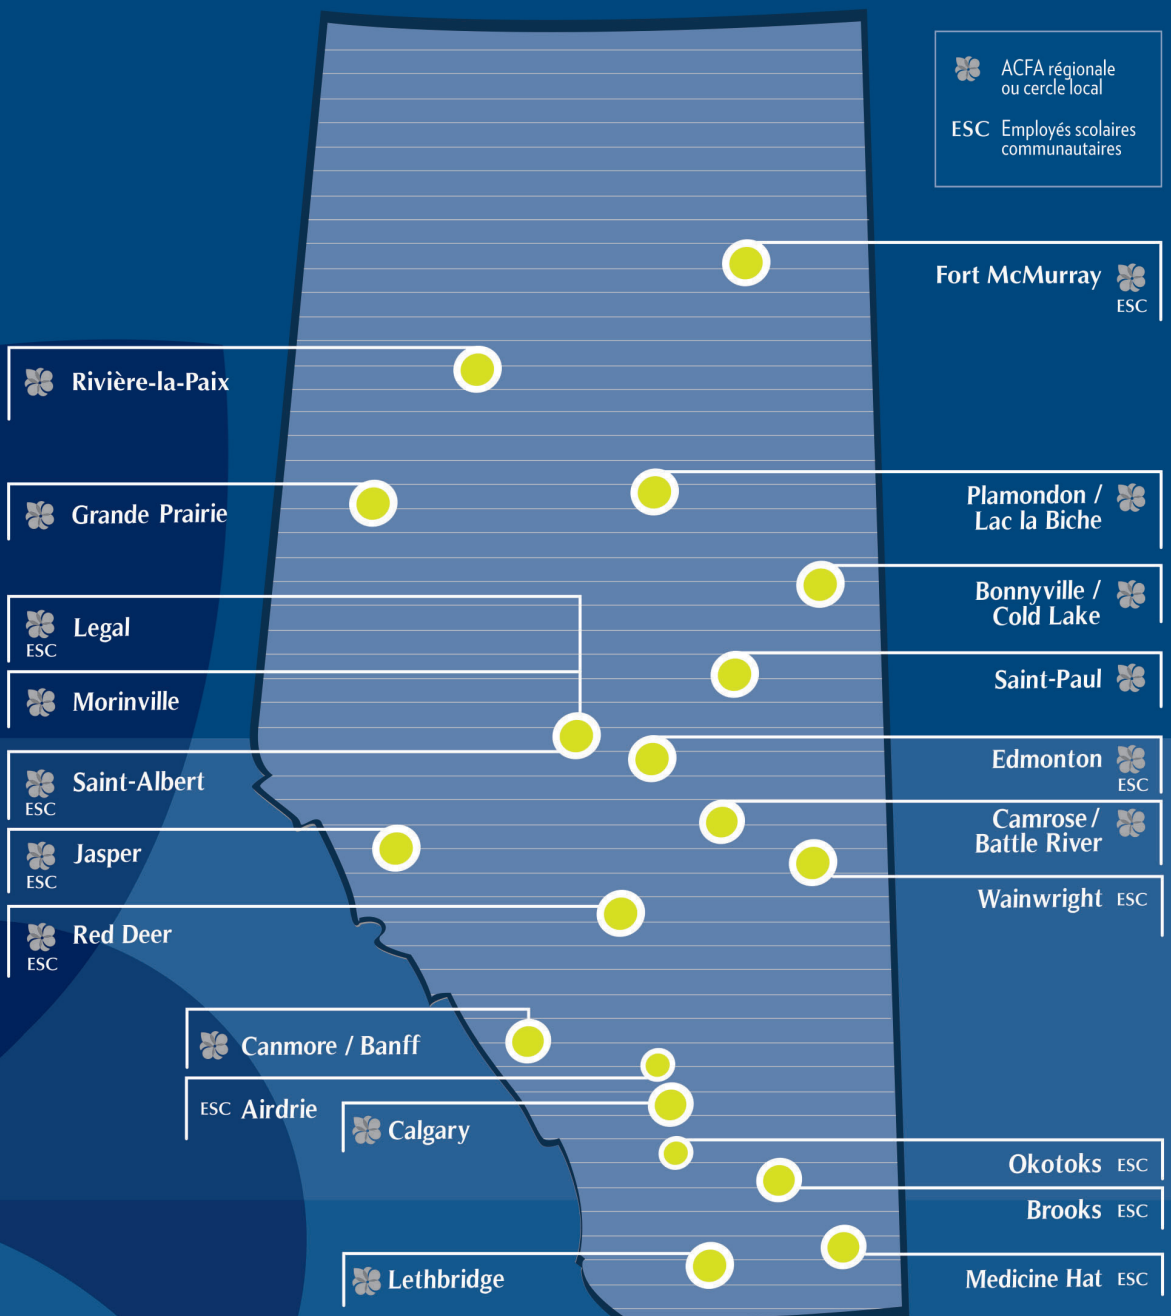 ACFA régionale
ou cercle local
ESC Employés scolaires
communautaires
Fort McMurray
ESC
Rivière-la-Paix
Grande Prairie
Plamondon /
Lac la Biche
Bonnyville /
Cold Lake
Legal
ESC
Saint-Paul
Morinville
Edmonton
ESC
Saint-Albert
ESC
Camrose /
Battle River
Jasper
ESC
Wainwright ESC
Red Deer
ESC
Canmore / Banff
ESC Airdrie
Calgary
Okotoks ESC
Brooks ESC
Lethbridge
Medicine Hat ESC